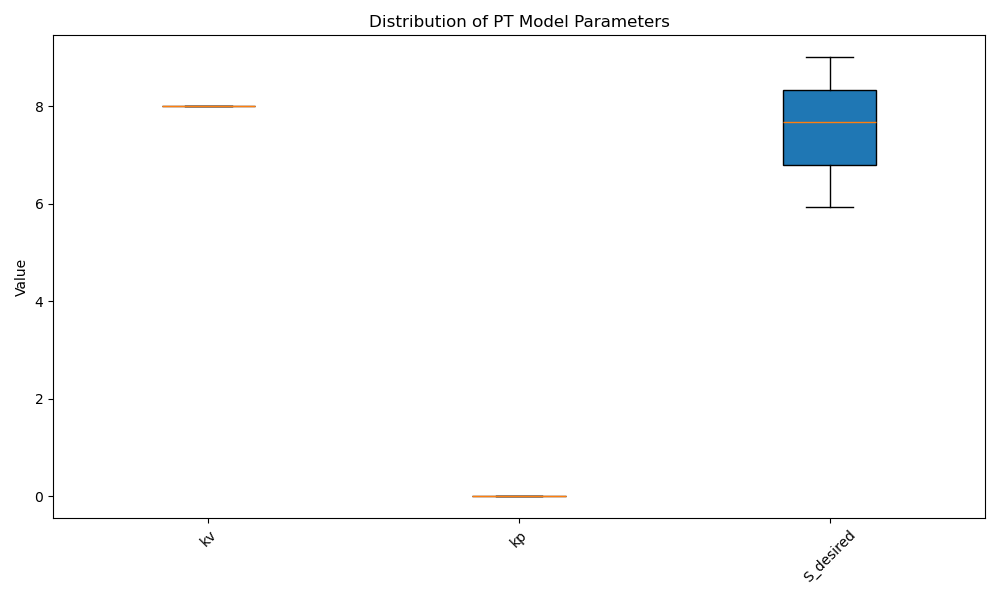 Distribution of PT Model Parameters
Value
8
6
4
2
0
kv
kp
S_desired